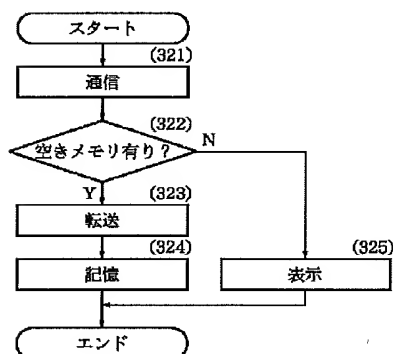 スタート
(321)
通信
(322)
空きメモリ有り?
N
Y
(323)
転送
(324)
記憶
(325)
表示
エンド